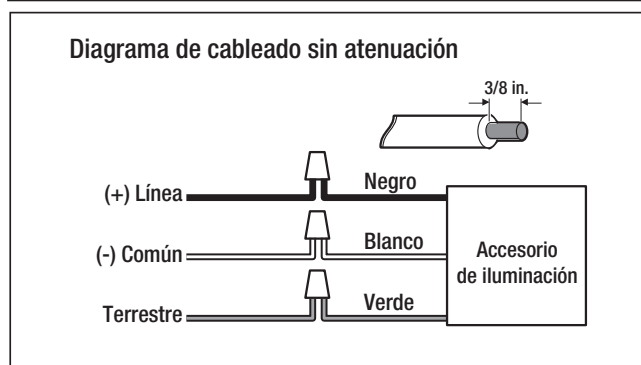 Diagrama de cableado sin atenuación
3/8 in.
(+) Línea
Negro
(-) Común
Blanco
Terrestre
Verde
Accesorio
de iluminación